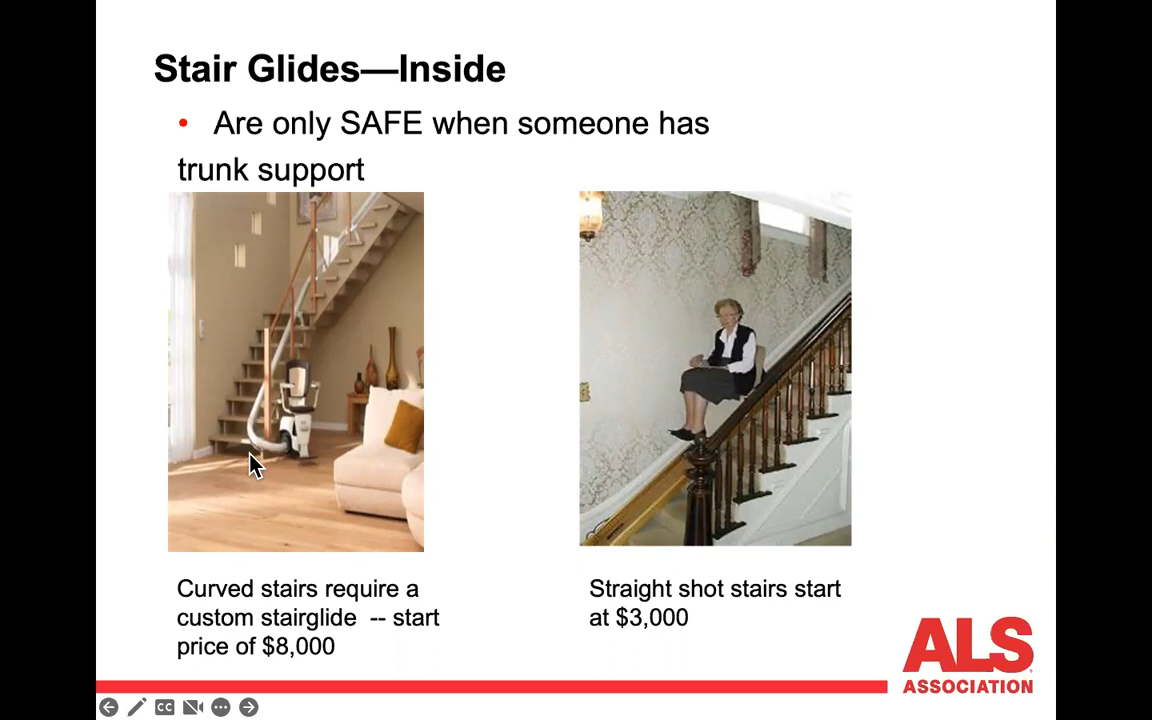 Stair Glides—Inside
• Are only SAFE when someone has
trunk support
Curved stairs require a
custom stairglide -- start
price of $8,000
Straight shot stairs start
at $3,000
ALS
ASSOCIATION
CC